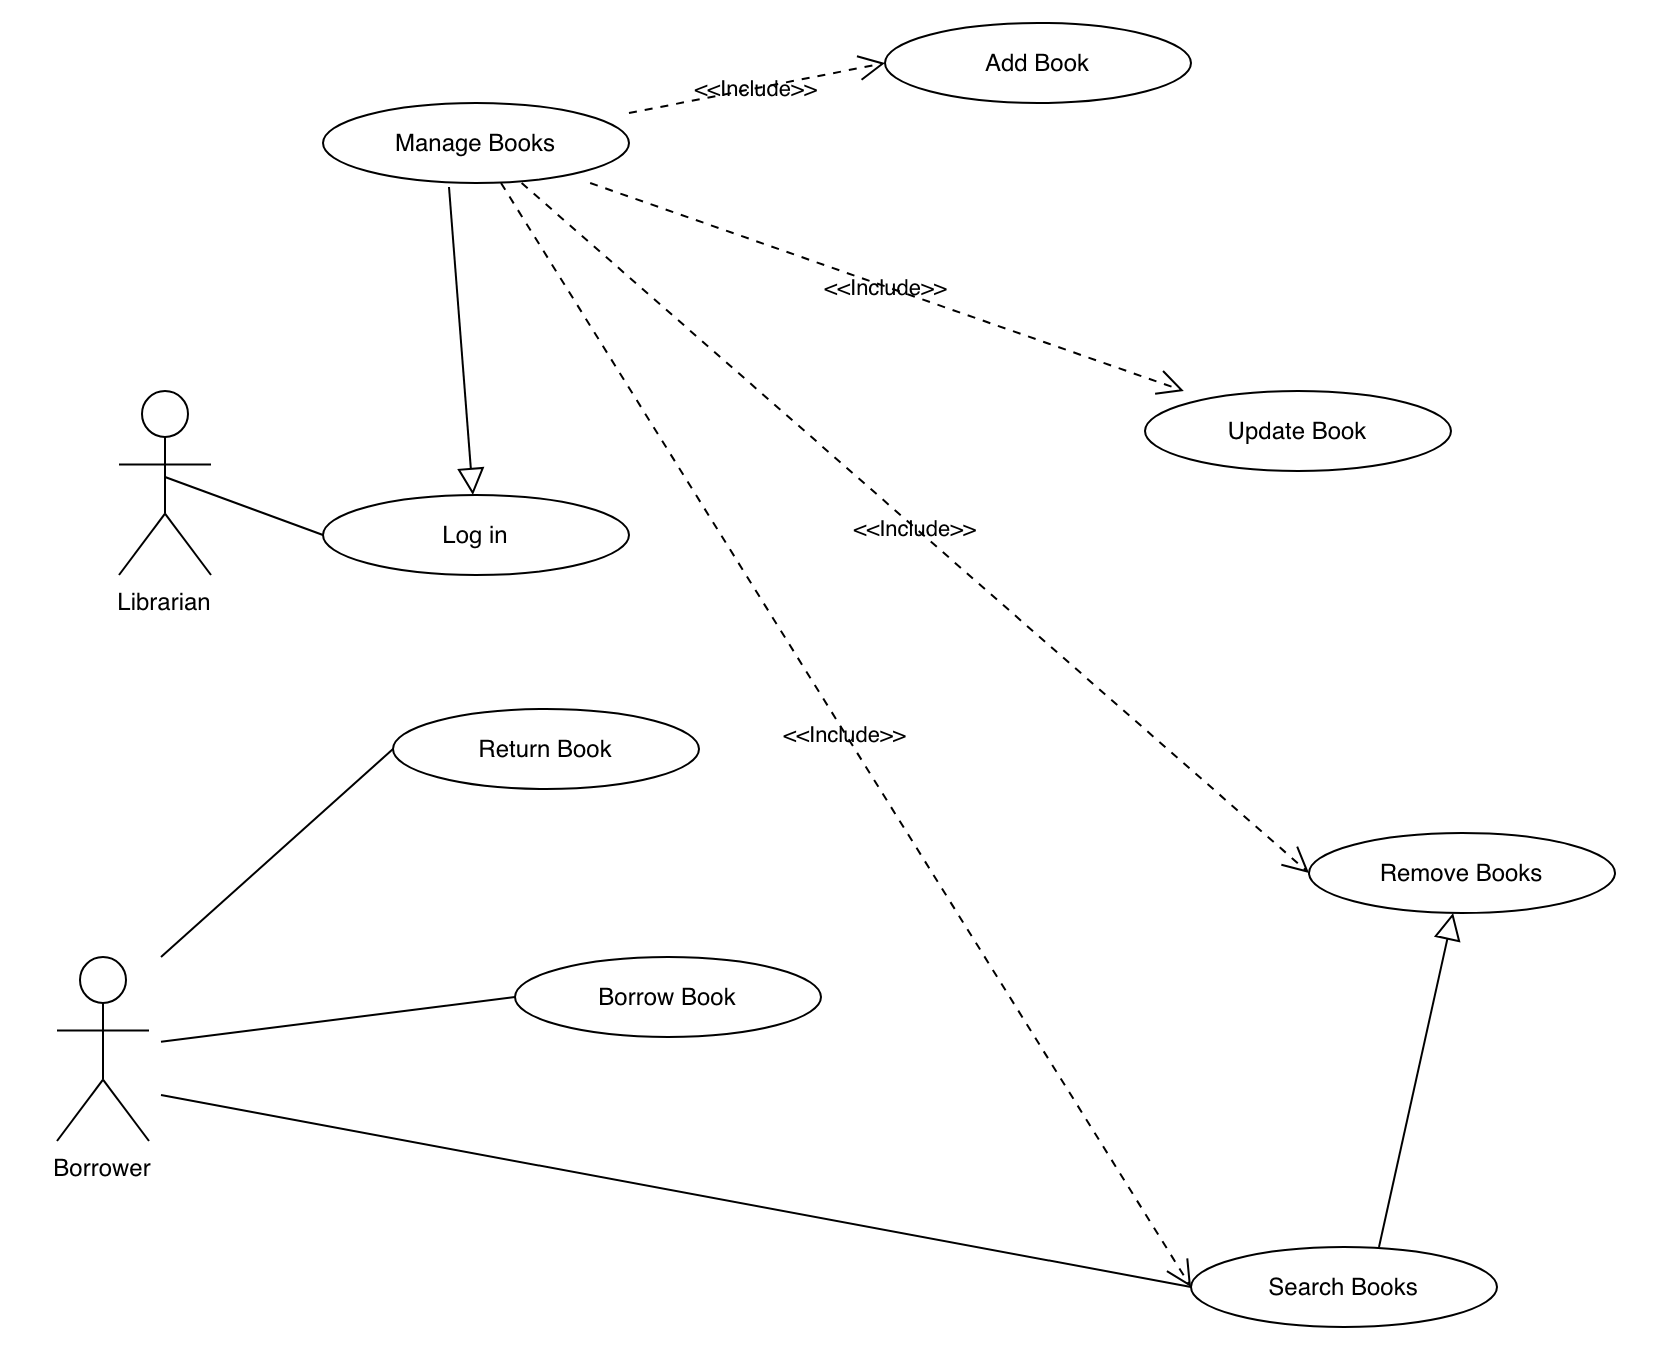 Add Book
<<Include>>
Manage Books
<<Include>>
Update Book
<<Include>>
Log in
Librarian
<<Include>>
Return Book
Remove Books
Borrow Book
Borrower
Search Books